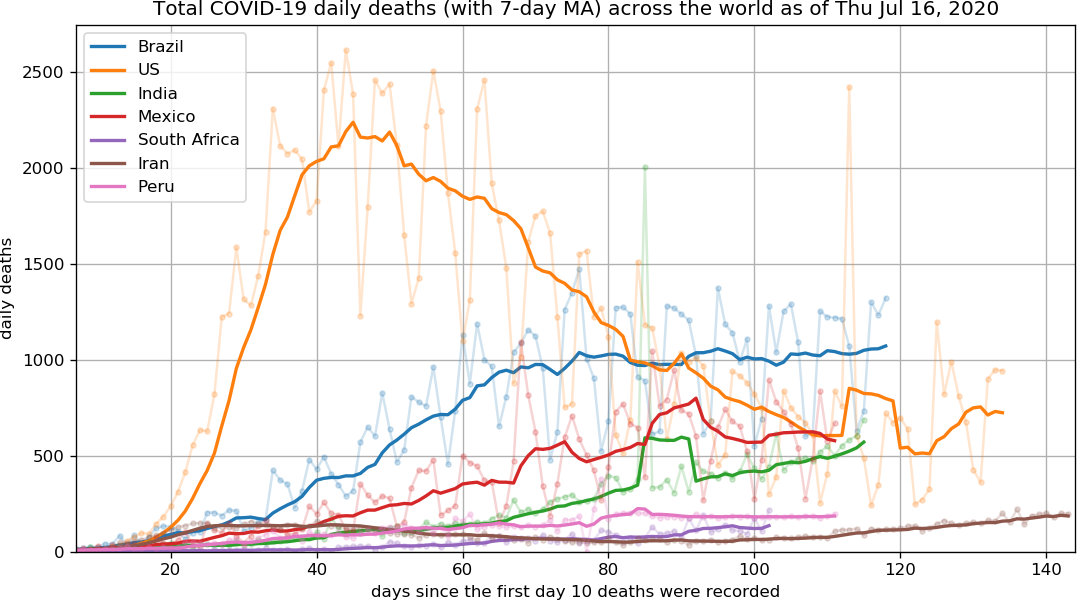 Total COVID-19 daily deaths (with 7-day MA) across the world as of Thu Jul 16, 2020
Brazil
US
India
Mexico
South Africa
Iran
Peru
2500
2000
1500
1000
500
0
daily deaths
20 40 60 80 100 120 140
days since the first day 10 deaths were recorded